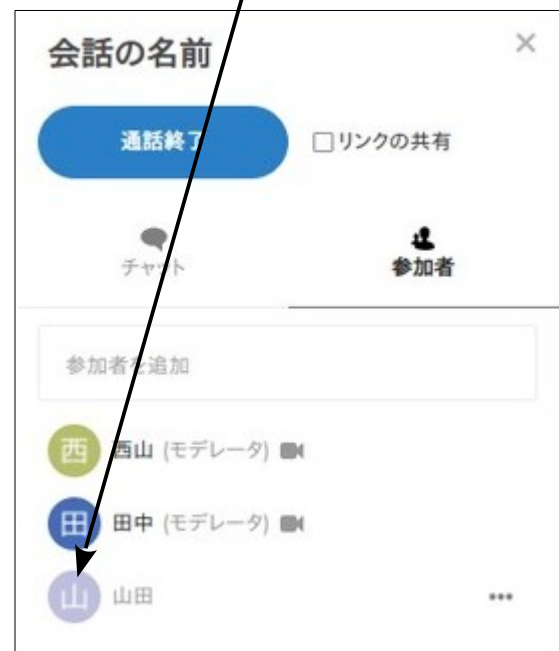 会話の名前
通話終了
リンクの共有
チャット
参加者
参加者を追加
西 西山 (モデレータ)
田 田中 (モデレータ)
山 山田